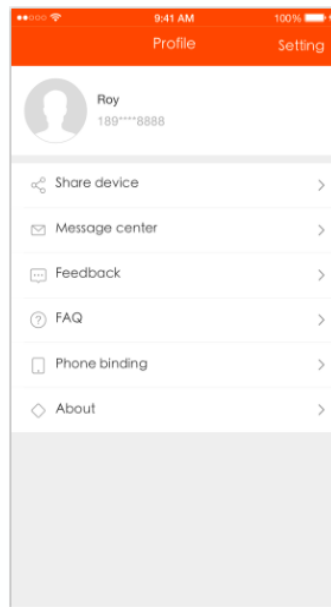 9:41 AM 100%
Profile Setting
Roy
189****8888
Share device
Message center
Feedback
FAQ
Phone binding
About